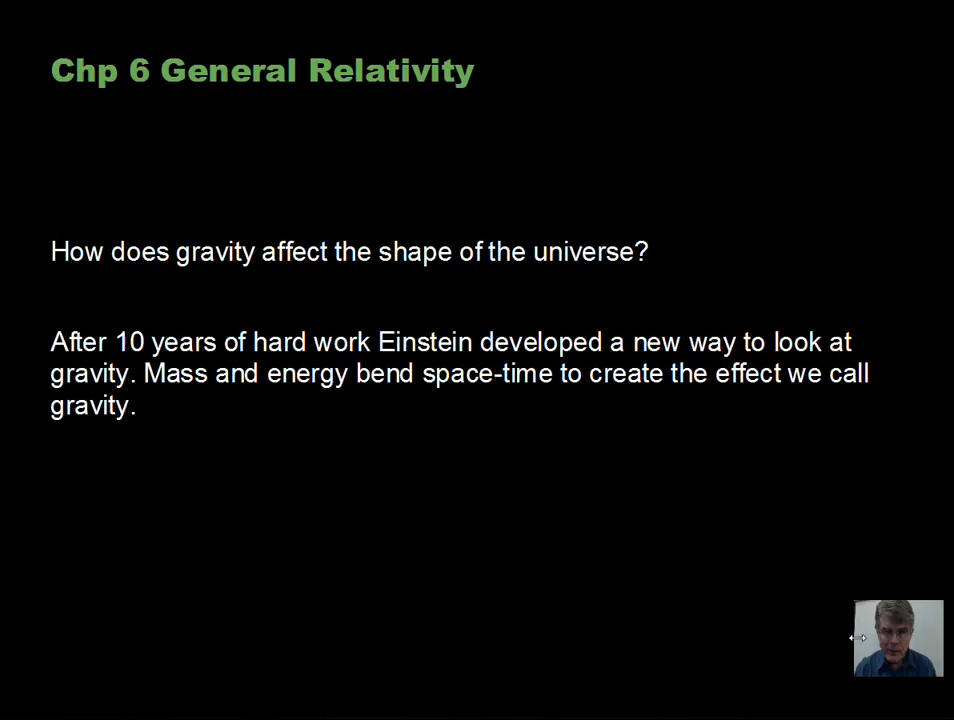 Chp 6 General Relativity
How does gravity affect the shape of the universe?
After 10 years of hard work Einstein developed a new way to look at
gravity. Mass and energy bend space-time to create the effect we call
gravity.